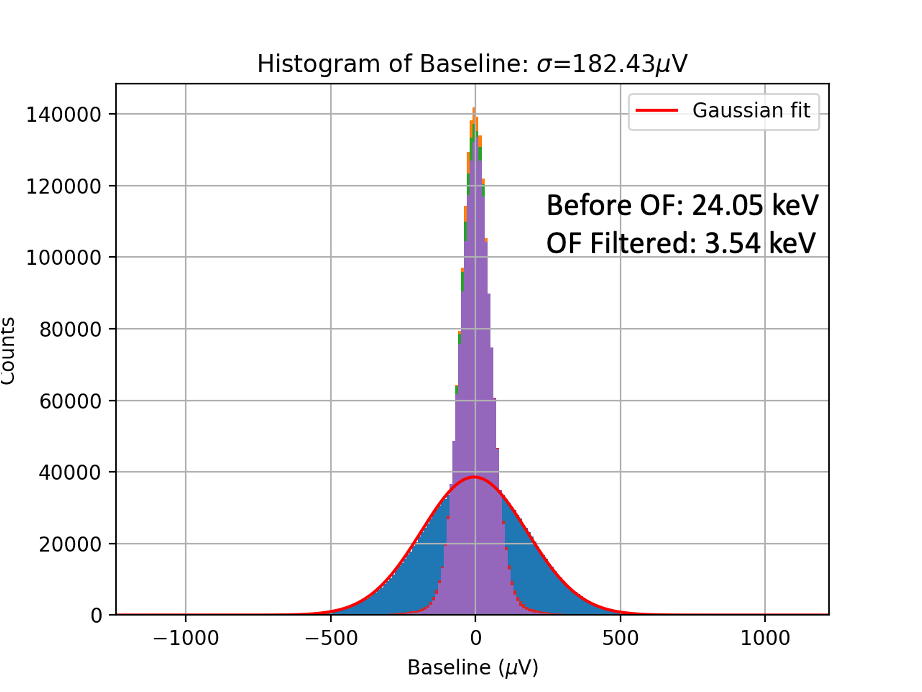 Histogram of Baseline: σ=182.43μV
Gaussian fit
Before OF: 24.05 keV
OF Filtered: 3.54 keV
140000
120000
100000
80000
60000
40000
20000
0
Counts
−1000
−500
0
500
1000
Baseline (μV)